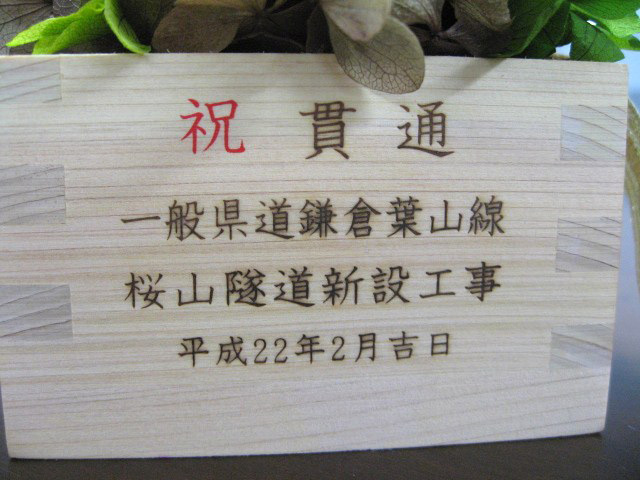 祝 貫 通
一般県道鎌倉葉山線
桜山隧道新設工事
平成22年2月吉日